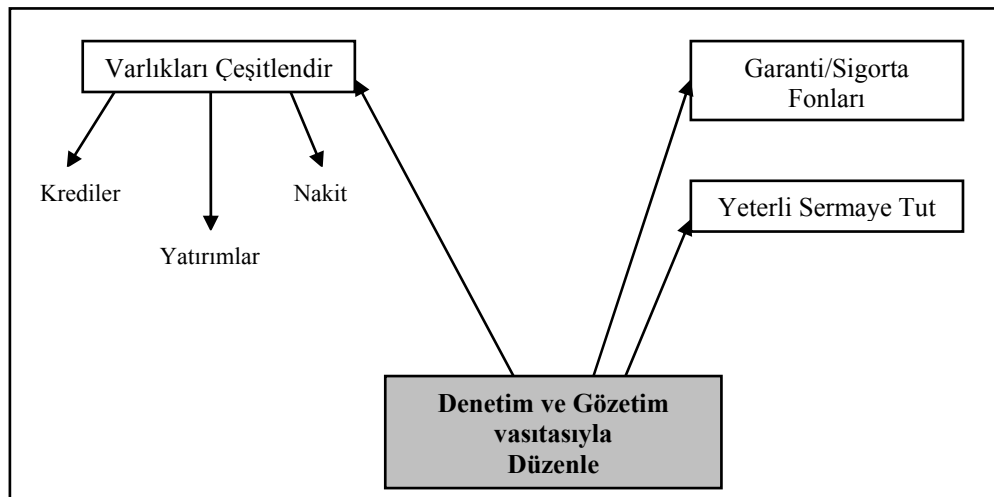 Varlıkları Çeşitlendir
Garanti/Sigorta
Fonları
Krediler
Nakit
Yatırımlar
Yeterli Sermaye Tut
Denetim ve Gözetim
vasıtasıyla
Düzenle